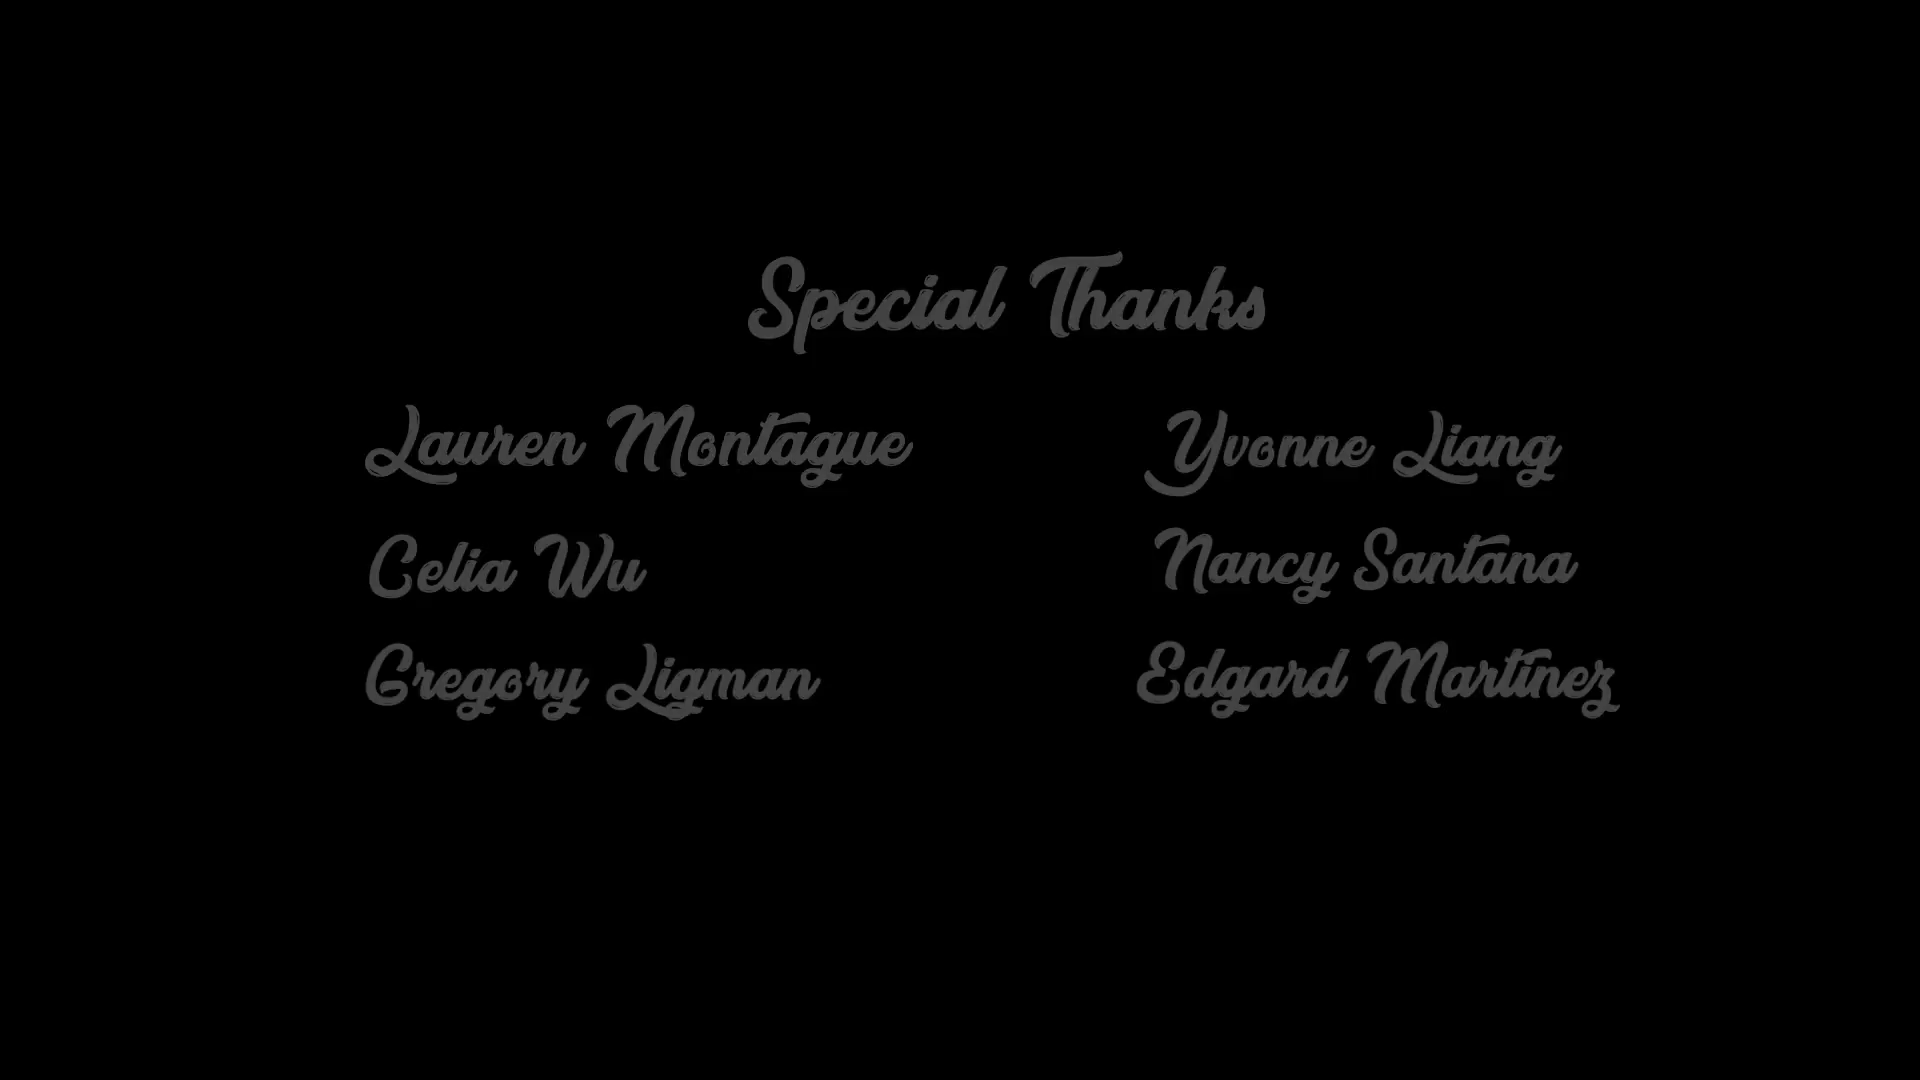 Special Thanks
Lauren Montague
Yvonne Liang
Celia Wu
Nancy Santana
Gregory Ligman
Edgard Martinez